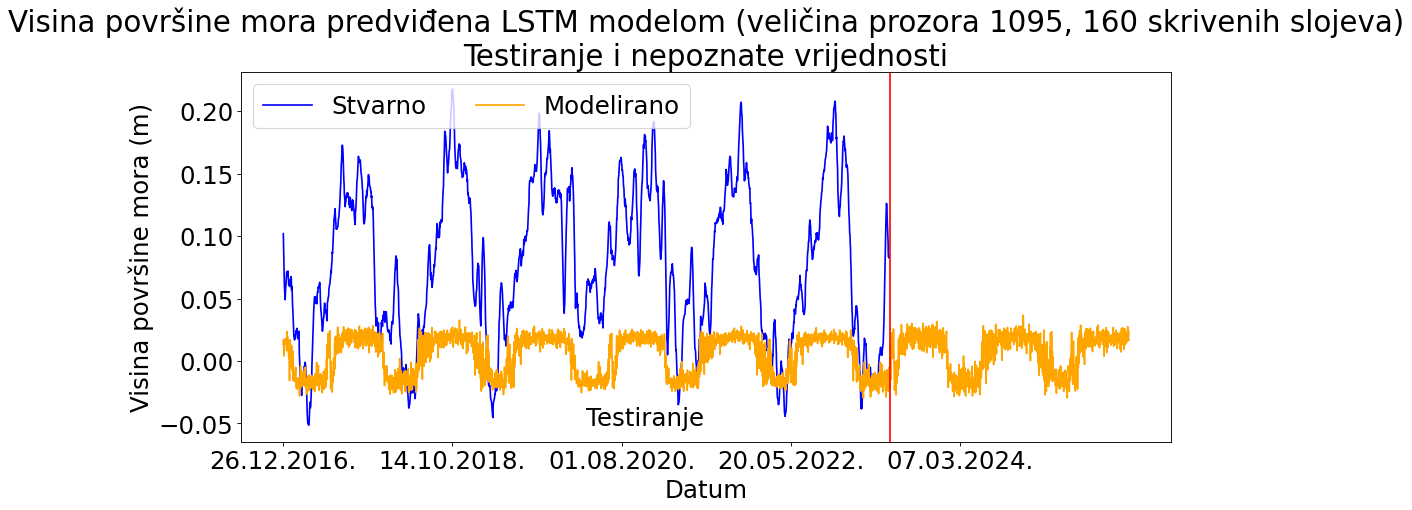 Visina površine mora predviđena LSTM modelom (veličina prozora 1095, 160 skrivenih slojeva)
Testiranje i nepoznate vrijednosti
Stvarno
Modelirano
Visina površine mora (m)
0.20
0.15
0.10
0.05
0.00
−0.05
Testiranje
26.12.2016.
14.10.2018.
01.08.2020.
20.05.2022.
07.03.2024.
Datum